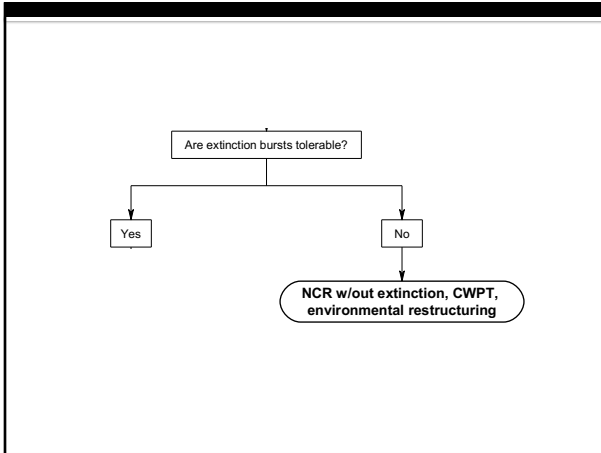 Are extinction bursts tolerable?
Yes
No
NCR w/out extinction, CWPT,
environmental restructuring